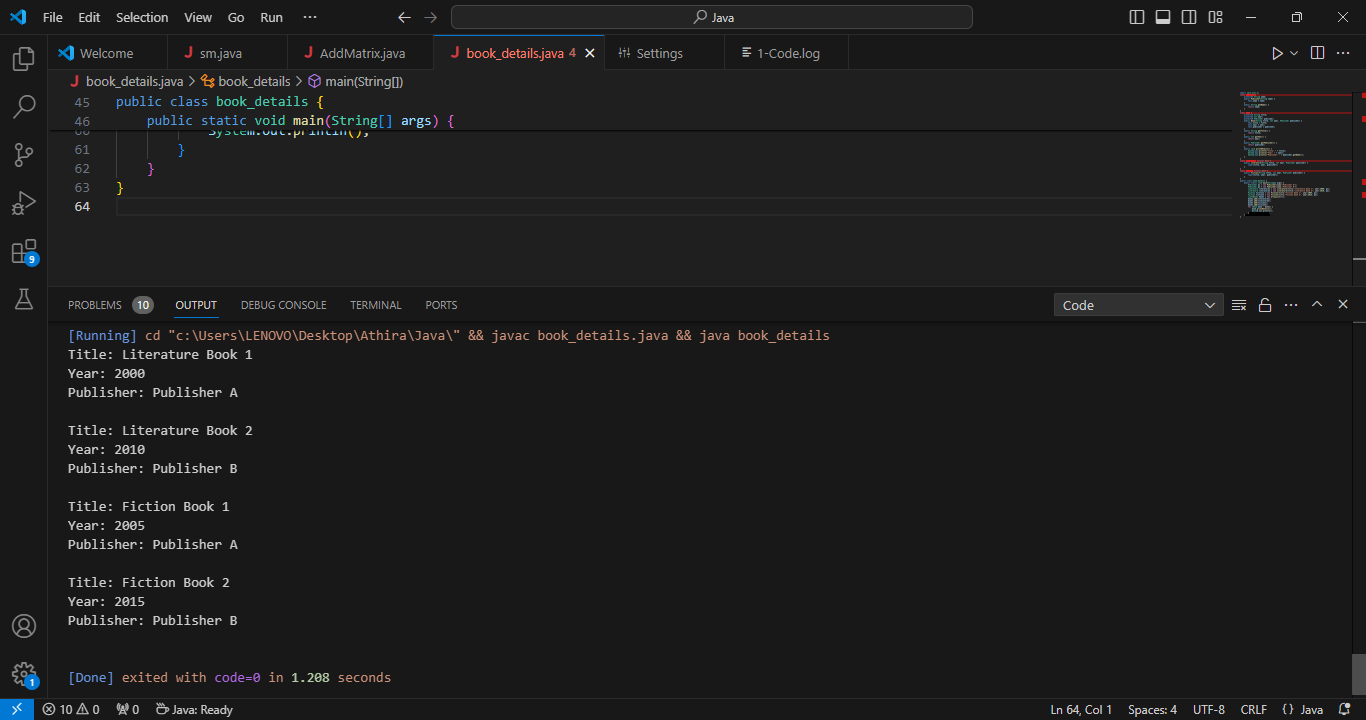 File Edit Selection View Go Run ··· Java
Welcome sm.java AddMatrix.java book_details.java 4 Settings 1-Code.log
book_details.java > book_details > main(String[])
45 public class book_details {
46 public static void main(String[] args) {
60 System.out.println();
61 }
62 }
63 }
64
9
PROBLEMS 10 OUTPUT DEBUG CONSOLE TERMINAL PORTS Code
[Running] cd "c:\Users\LENOVO\Desktop\Athira\Java\" && javac book_details.java && java book_details
Title: Literature Book 1
Year: 2000
Publisher: Publisher A
Title: Literature Book 2
Year: 2010
Publisher: Publisher B
Title: Fiction Book 1
Year: 2005
Publisher: Publisher A
Title: Fiction Book 2
Year: 2015
Publisher: Publisher B
[Done] exited with code=0 in 1.208 seconds
1
10 0 0 Java: Ready Ln 64, Col 1 Spaces: 4 UTF-8 CRLF {} Java